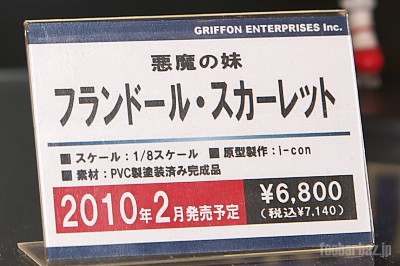 GRIFFON ENTERPRISES Inc.
悪魔の妹
フランドール・スカーレット
■ スケール：1/8スケール ■ 原型製作：i-con
■ 素材：PVC製塗装済み完成品
2010年2月発売予定 ¥6,800
（税込¥7,140）
foobarbaz.jp